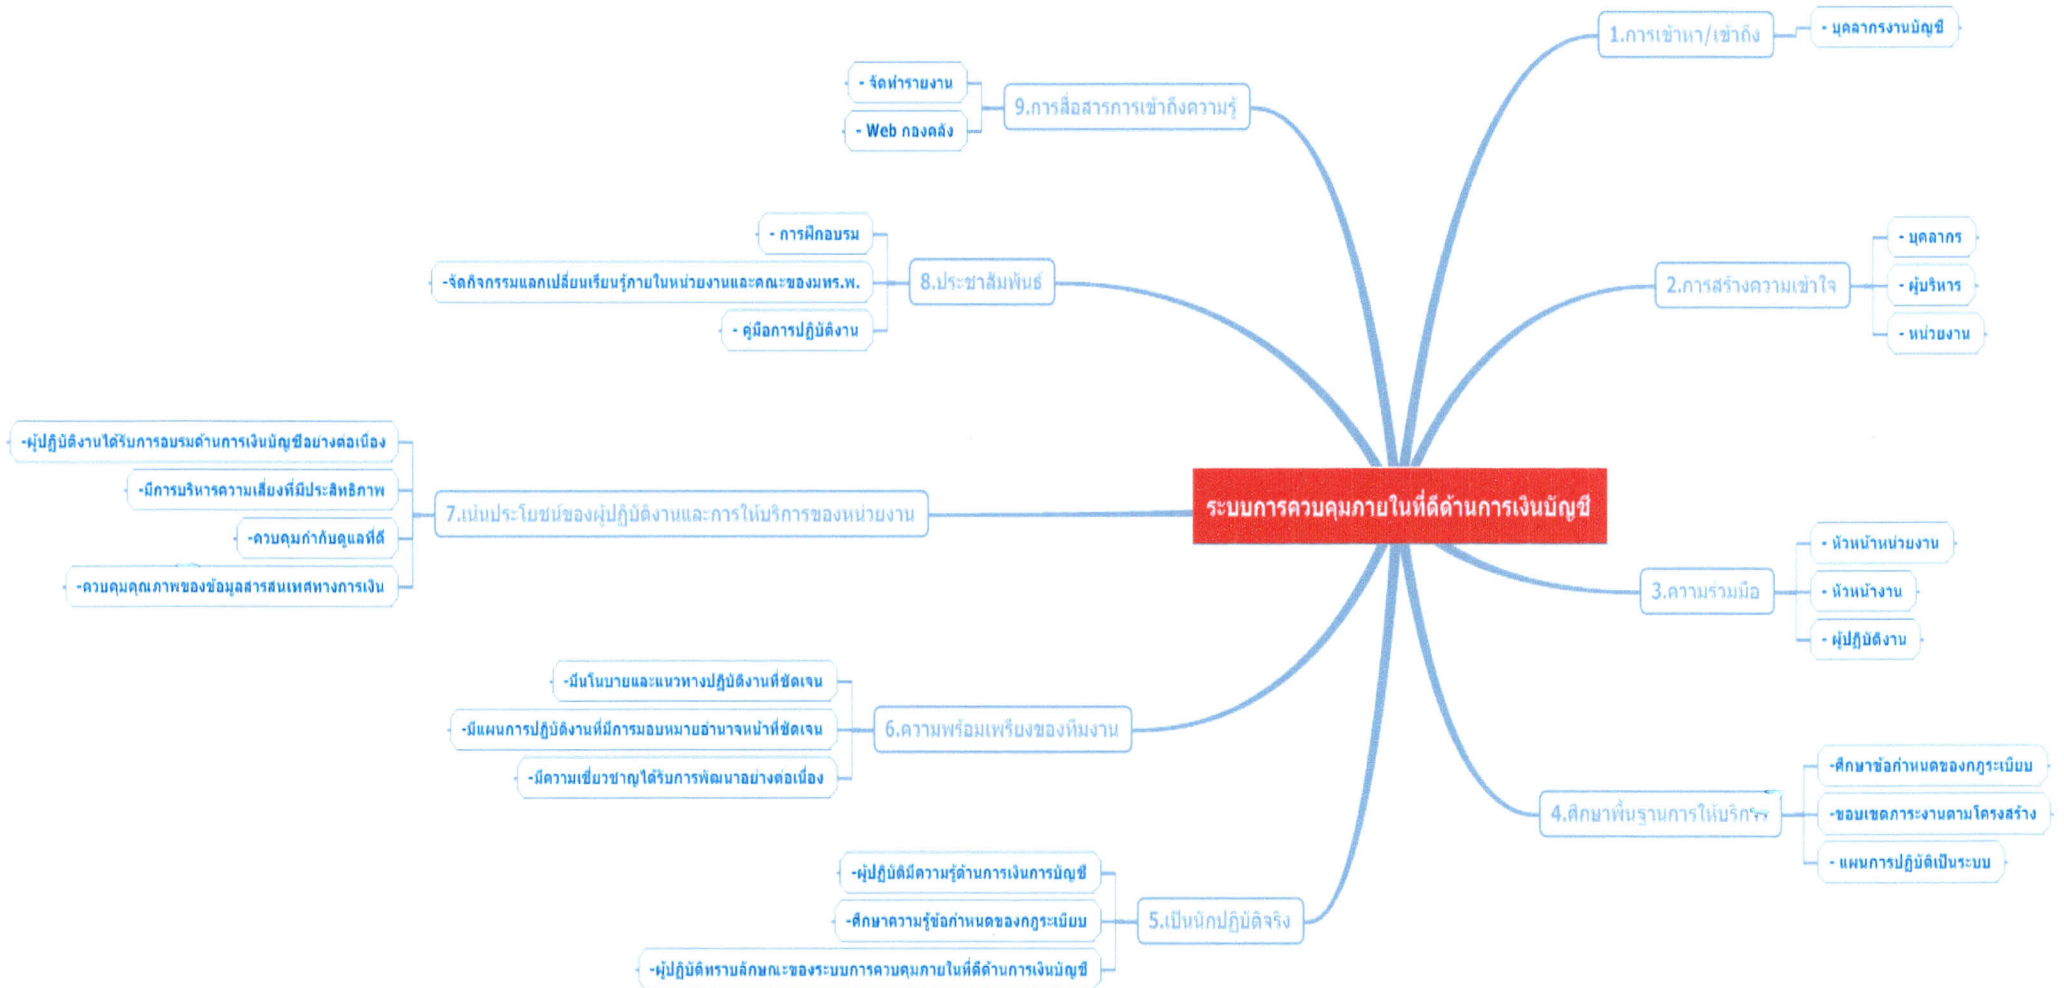 ระบบการควบคุมภายในที่ดีด้านการเงินบัญชี
1.การเข้าหา/เข้าถึง
- บุคลากรงานบัญชี
2.การสร้างความเข้าใจ
- บุคลากร
- ผู้บริหาร
- หน่วยงาน
3.ความร่วมมือ
- หัวหน้าหน่วยงาน
- หัวหน้างาน
- ผู้ปฏิบัติงาน
4.ศึกษาพื้นฐานการให้บริการ
-ศึกษาข้อกำหนดของกฎระเบียบ
-ขอบเขตภาระงานตามโครงสร้าง
- แผนการปฏิบัติเป็นระบบ
5.เป็นนักปฏิบัติจริง
-ผู้ปฏิบัติมีความรู้ด้านการเงินการบัญชี
-ศึกษาความรู้ข้อกำหนดของกฎระเบียบ
-ผู้ปฏิบัติทราบลักษณะของระบบการควบคุมภายในที่ดีด้านการเงินบัญชี
6.ความพร้อมเพรียงของทีมงาน
-มีนโนบายและแนวทางปฏิบัติงานที่ชัดเจน
-มีแผนการปฏิบัติงานที่มีการมอบหมายอำนาจหน้าที่ชัดเจน
-มีความเชี่ยวชาญได้รับการพัฒนาอย่างต่อเนื่อง
7.เน้นประโยชน์ของผู้ปฏิบัติงานและการให้บริการของหน่วยงาน
-ผู้ปฏิบัติงานได้รับการอบรมด้านการเงินบัญชีอย่างต่อเนื่อง
-มีการบริหารความเสี่ยงที่มีประสิทธิภาพ
-ควบคุมกำกับดูแลที่ดี
-ควบคุมคุณภาพของข้อมูลสารสนเทศทางการเงิน
8.ประชาสัมพันธ์
- การฝึกอบรม
-จัดกิจกรรมแลกเปลี่ยนเรียนรู้ภายในหน่วยงานและคณะของมทร.พ.
- คู่มือการปฏิบัติงาน
9.การสื่อสารการเข้าถึงความรู้
- จัดทำรายงาน
- Web กองคลัง